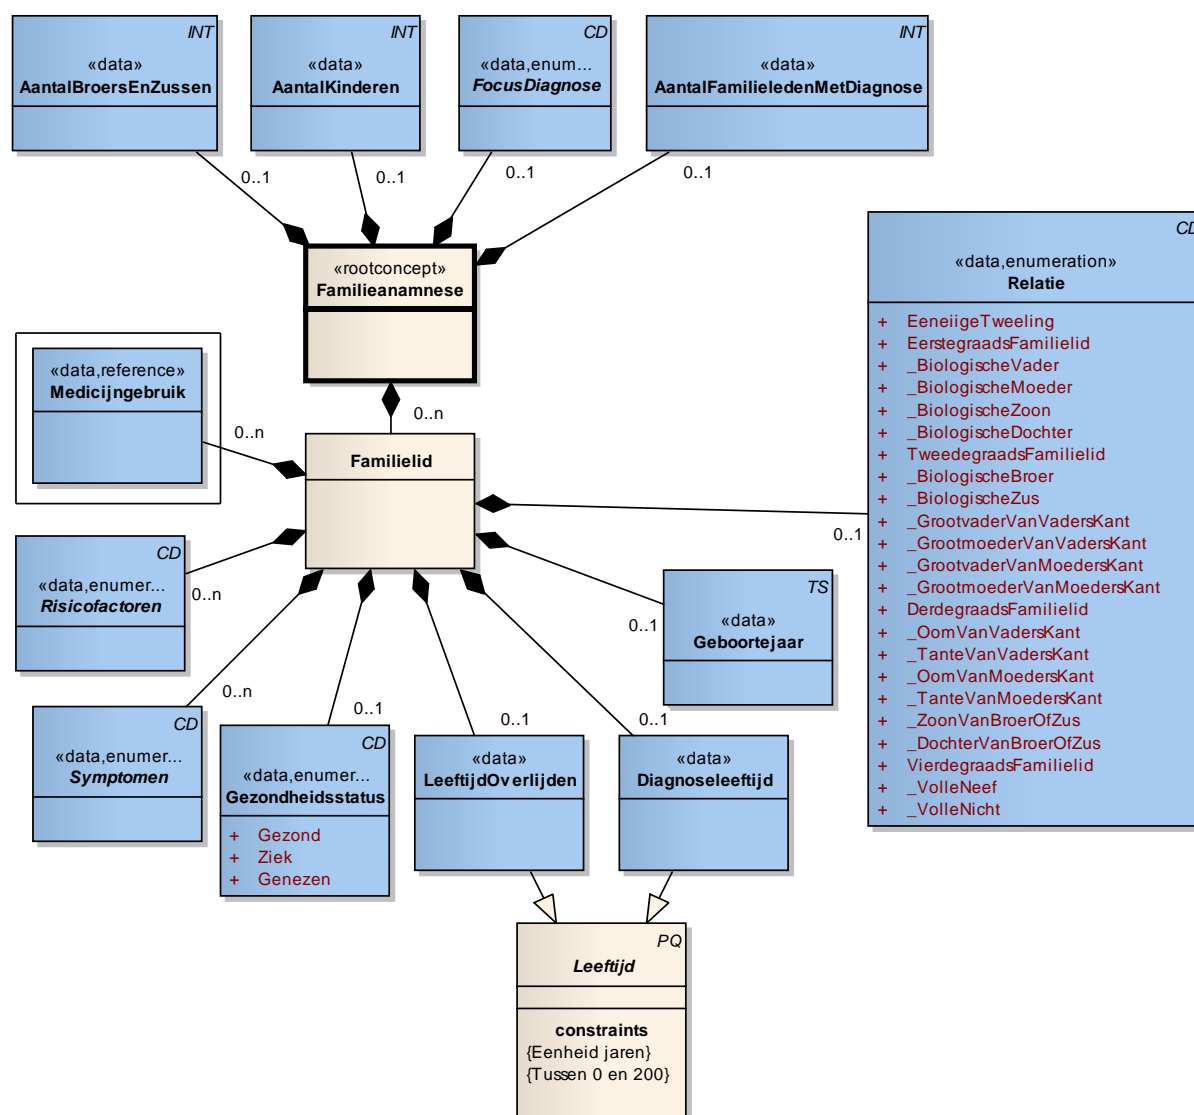 INT
«data»
AantalBroersEnZussen
INT
«data»
AantalKinderen
CD
«data,enum...
FocusDiagnose
INT
«data»
AantalFamilieledenMetDiagnose
0..1
0..1
0..1
0..1
«rootconcept»
Familieanamnese
CD
«data,enumeration»
Relatie
+ EeneiigeTweeling
+ EerstegraadsFamilielid
+ _BiologischeVader
+ _BiologischeMoeder
+ _BiologischeZoon
+ _BiologischeDochter
+ TweedegraadsFamilielid
+ _BiologischeBroer
+ _BiologischeZus
+ _GrootvaderVanVadersKant
+ _GrootmoederVanVadersKant
+ _GrootvaderVanMoedersKant
+ _GrootmoederVanMoedersKant
+ DerdegraadsFamilielid
+ _OomVanVadersKant
+ _TanteVanVadersKant
+ _OomVanMoedersKant
+ _TanteVanMoedersKant
+ _ZoonVanBroerOfZus
+ _DochterVanBroerOfZus
+ VierdegraadsFamilielid
+ _VolleNeef
+ _VolleNicht
«data,reference»
Medicijngebruik
0..n
0..n
Familielid
0..1
CD
«data,enumer...
Risicofactoren
0..n
TS
«data»
Geboortejaar
0..1
CD
«data,enumer...
Symptomen
0..n
CD
«data,enumer...
Gezondheidsstatus
+ Gezond
+ Ziek
+ Genezen
0..1
«data»
LeeftijdOverlijden
0..1
«data»
Diagnoseleeftijd
0..1
PQ
Leeftijd
constraints
{Eenheid jaren}
{Tussen 0 en 200}